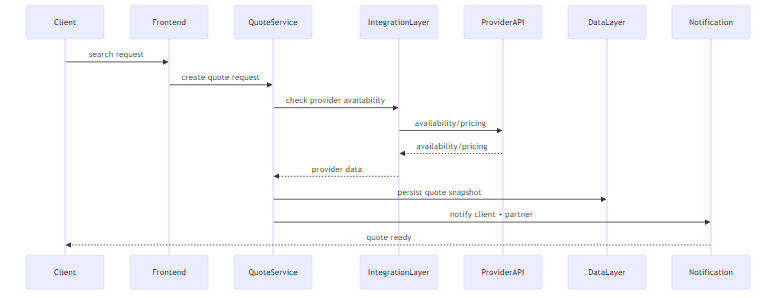 Client Frontend QuoteService IntegrationLayer ProviderAPI DataLayer Notification
search request
create quote request
check provider availability
availability/pricing
availability/pricing
provider data
persist quote snapshot
notify client + partner
quote ready
Client Frontend QuoteService IntegrationLayer ProviderAPI DataLayer Notification